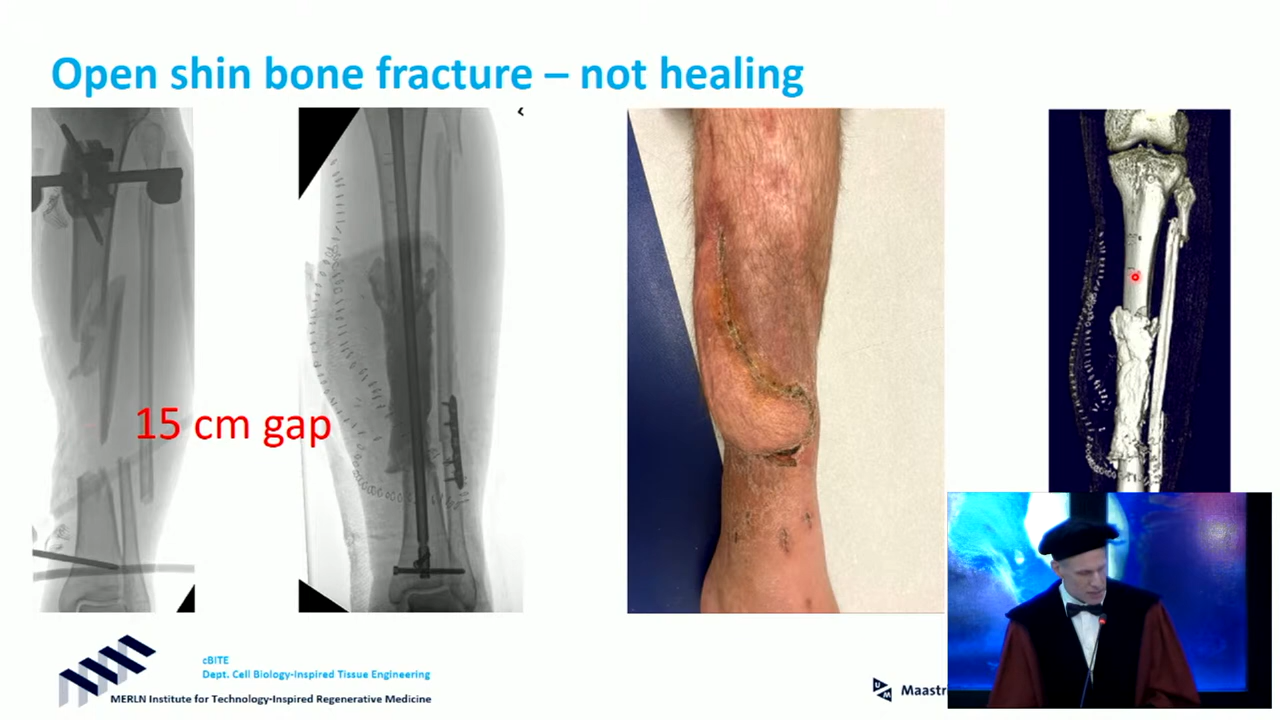 Open shin bone fracture – not healing
15 cm gap
cBITE
Dept. Cell Biology-Inspired Tissue Engineering
MERLN Institute for Technology-Inspired Regenerative Medicine
UM